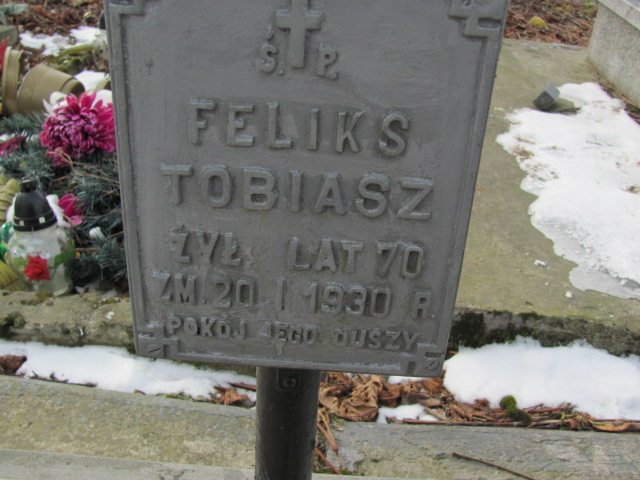 Ś. P.
FELIKS
TOBIASZ
ŻYŁ LAT 70
ZM. 20 I 1930 R.
POKÓJ JEGO DUSZY